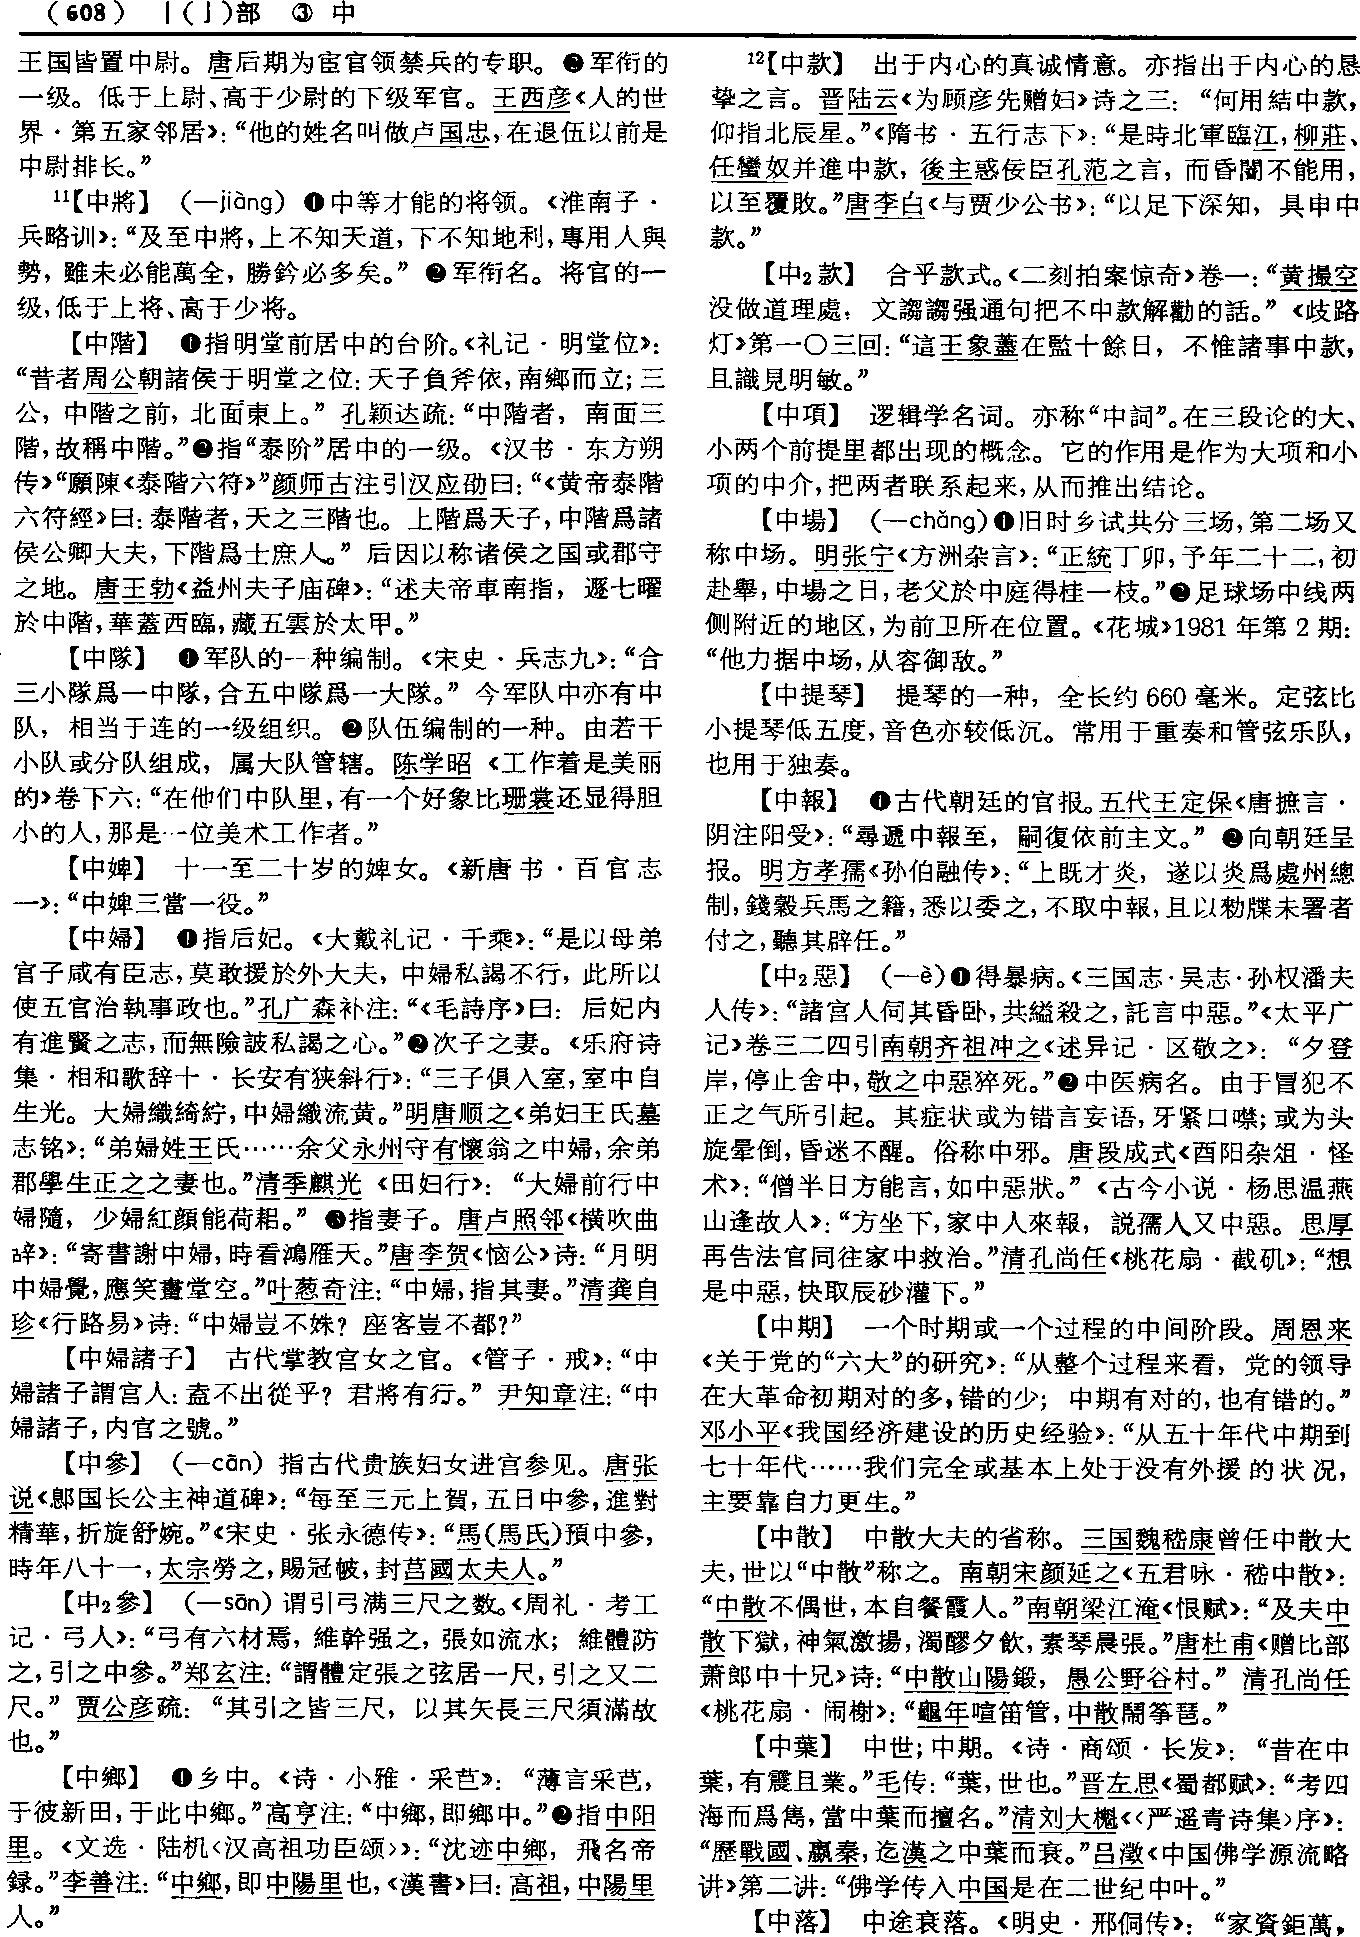 （608） 丨(亅)部 ③ 中
王国皆置中尉。唐后期为宦官领禁兵的专职。❷军衔的
一级。低于上尉、高于少尉的下级军官。王西彦《人的世
界·第五家邻居》：“他的姓名叫做卢国忠，在退伍以前是
中尉排长。”
¹¹【中將】（—jiàng）❶中等才能的将领。《淮南子·
兵略训》：“及至中將，上不知天道，下不知地利，專用人與
勢，雖未必能萬全，勝鈐必多矣。”❷军衔名。将官的一
级，低于上将、高于少将。
【中階】❶指明堂前居中的台阶。《礼记·明堂位》：
“昔者周公朝諸侯于明堂之位：天子負斧依，南鄉而立；三
公，中階之前，北面東上。”孔颖达疏：“中階者，南面三
階，故稱中階。”❷指“泰阶”居中的一级。《汉书·东方朔
传》“願陳《泰階六符》”颜师古注引汉应劭曰：“《黄帝泰階
六符經》曰：泰階者，天之三階也。上階爲天子，中階爲諸
侯公卿大夫，下階爲士庶人。”后因以称诸侯之国或郡守
之地。唐王勃《益州夫子庙碑》：“述夫帝車南指，遯七曜
於中階，華蓋西臨，藏五雲於太甲。”
【中隊】❶军队的一种编制。《宋史·兵志九》：“合
三小隊爲一中隊，合五中隊爲一大隊。”今军队中亦有中
队，相当于连的一级组织。❷队伍编制的一种。由若干
小队或分队组成，属大队管辖。陈学昭《工作着是美丽
的》卷下六：“在他们中队里，有一个好象比珊裳还显得胆
小的人，那是一位美术工作者。”
【中婢】 十一至二十岁的婢女。《新唐书·百官志
一》：“中婢三當一役。”
【中婦】❶指后妃。《大戴礼记·千乘》：“是以母弟
官子咸有臣志，莫敢援於外大夫，中婦私謁不行，此所以
使五官治執事政也。”孔广森补注：“《毛詩序》曰：后妃内
有進賢之志，而無險詖私謁之心。”❷次子之妻。《乐府诗
集·相和歌辞十·长安有狭斜行》：“三子俱入室，室中自
生光。大婦織綺紵，中婦織流黄。”明唐顺之《弟妇王氏墓
志铭》：“弟婦姓王氏……余父永州守有懷翁之中婦，余弟
郡學生正之之妻也。”清季麒光《田妇行》：“大婦前行中
婦隨，少婦紅顔能荷耜。”❸指妻子。唐卢照邻《横吹曲
辞》：“寄書謝中婦，時看鴻雁天。”唐李贺《恼公》诗：“月明
中婦覺，應笑畫堂空。”叶葱奇注：“中婦，指其妻。”清龚自
珍《行路易》诗：“中婦豈不姝？座客豈不都？”
【中婦諸子】 古代掌教宫女之官。《管子·戒》：“中
婦諸子謂宫人：盍不出從乎？君將有行。”尹知章注：“中
婦諸子，内官之號。”
【中參】（—cān）指古代贵族妇女进宫参见。唐张
说《鄎国长公主神道碑》：“每至三元上賀，五日中參，進對
精華，折旋舒婉。”《宋史·张永德传》：“馬(馬氏)預中參，
時年八十一，太宗勞之，賜冠帔，封莒國太夫人。”
【中₂參】（—sān）谓引弓满三尺之数。《周礼·考工
记·弓人》：“弓有六材焉，維幹强之，張如流水；維體防
之，引之中參。”郑玄注：“謂體定張之弦居一尺，引之又二
尺。”贾公彦疏：“其引之皆三尺，以其矢長三尺須滿故
也。”
【中鄉】❶乡中。《诗·小雅·采芑》：“薄言采芑，
于彼新田，于此中鄉。”高亨注：“中鄉，即鄉中。”❷指中阳
里。《文选·陆机〈汉高祖功臣颂〉》：“沈迹中鄉，飛名帝
録。”李善注：“中鄉，即中陽里也，《漢書》曰：高祖，中陽里
人。”
¹²【中款】 出于内心的真诚情意。亦指出于内心的恳
挚之言。晋陆云《为顾彦先赠妇》诗之三：“何用結中款，
仰指北辰星。”《隋书·五行志下》：“是時北軍臨江，柳莊、
任蠻奴并進中款，後主惑佞臣孔范之言，而昏闇不能用，
以至覆敗。”唐李白《与贾少公书》：“以足下深知，具申中
款。”
【中₂款】 合乎款式。《二刻拍案惊奇》卷一：“黄撮空
没做道理處，文謅謅强通句把不中款解勸的話。”《歧路
灯》第一〇三回：“這王象藎在監十餘日，不惟諸事中款，
且識見明敏。”
【中項】 逻辑学名词。亦称“中詞”。在三段论的大、
小两个前提里都出现的概念。它的作用是作为大项和小
项的中介，把两者联系起来，从而推出结论。
【中場】（—chǎng）❶旧时乡试共分三场，第二场又
称中场。明张宁《方洲杂言》：“正統丁卯，予年二十二，初
赴舉，中場之日，老父於中庭得桂一枝。”❷足球场中线两
侧附近的地区，为前卫所在位置。《花城》1981年第2期：
“他力据中场，从容御敌。”
【中提琴】 提琴的一种，全长约660毫米。定弦比
小提琴低五度，音色亦较低沉。常用于重奏和管弦乐队，
也用于独奏。
【中報】❶古代朝廷的官报。五代王定保《唐摭言·
阴注阳受》：“尋遞中報至，嗣復依前主文。”❷向朝廷呈
报。明方孝孺《孙伯融传》：“上既才炎，遂以炎爲處州總
制，錢穀兵馬之籍，悉以委之，不取中報，且以勑牒未署者
付之，聽其辟任。”
【中₂惡】（—è）❶得暴病。《三国志·吴志·孙权潘夫
人传》：“諸宫人伺其昏卧，共縊殺之，託言中惡。”《太平广
记》卷三二四引南朝齐祖冲之《述异记·区敬之》：“夕登
岸，停止舍中，敬之中惡猝死。”❷中医病名。由于冒犯不
正之气所引起。其症状或为错言妄语，牙紧口噤；或为头
旋晕倒，昏迷不醒。俗称中邪。唐段成式《酉阳杂俎·怪
术》：“僧半日方能言，如中惡狀。”《古今小说·杨思温燕
山逢故人》：“方坐下，家中人來報，説孺人又中惡。思厚
再告法官同往家中救治。”清孔尚任《桃花扇·截矶》：“想
是中惡，快取辰砂灌下。”
【中期】 一个时期或一个过程的中间阶段。周恩来
《关于党的“六大”的研究》：“从整个过程来看，党的领导
在大革命初期对的多，错的少；中期有对的，也有错的。”
邓小平《我国经济建设的历史经验》：“从五十年代中期到
七十年代……我们完全或基本上处于没有外援的状况，
主要靠自力更生。”
【中散】 中散大夫的省称。三国魏嵇康曾任中散大
夫，世以“中散”称之。南朝宋颜延之《五君咏·嵇中散》：
“中散不偶世，本自餐霞人。”南朝梁江淹《恨赋》：“及夫中
散下獄，神氣激揚，濁醪夕飲，素琴晨張。”唐杜甫《赠比部
萧郎中十兄》诗：“中散山陽鍛，愚公野谷村。”清孔尚任
《桃花扇·闹榭》：“龜年喧笛管，中散鬧筝琶。”
【中葉】 中世；中期。《诗·商颂·长发》：“昔在中
葉，有震且業。”毛传：“葉，世也。”晋左思《蜀都赋》：“考四
海而爲雋，當中葉而擅名。”清刘大櫆《〈严遥青诗集〉序》：
“歷戰國、嬴秦，迄漢之中葉而衰。”吕澂《中国佛学源流略
讲》第二讲：“佛学传入中国是在二世纪中叶。”
【中落】 中途衰落。《明史·邢侗传》：“家資鉅萬，